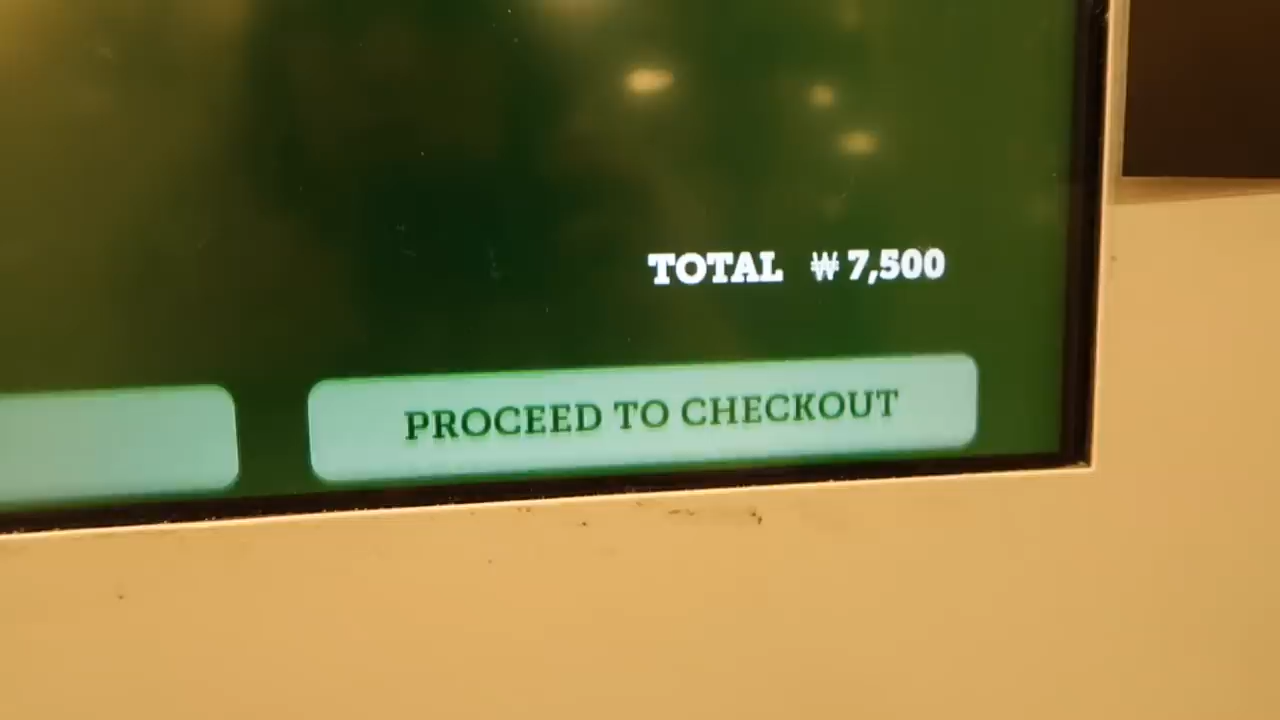 TOTAL ₩ 7,500
PROCEED TO CHECKOUT